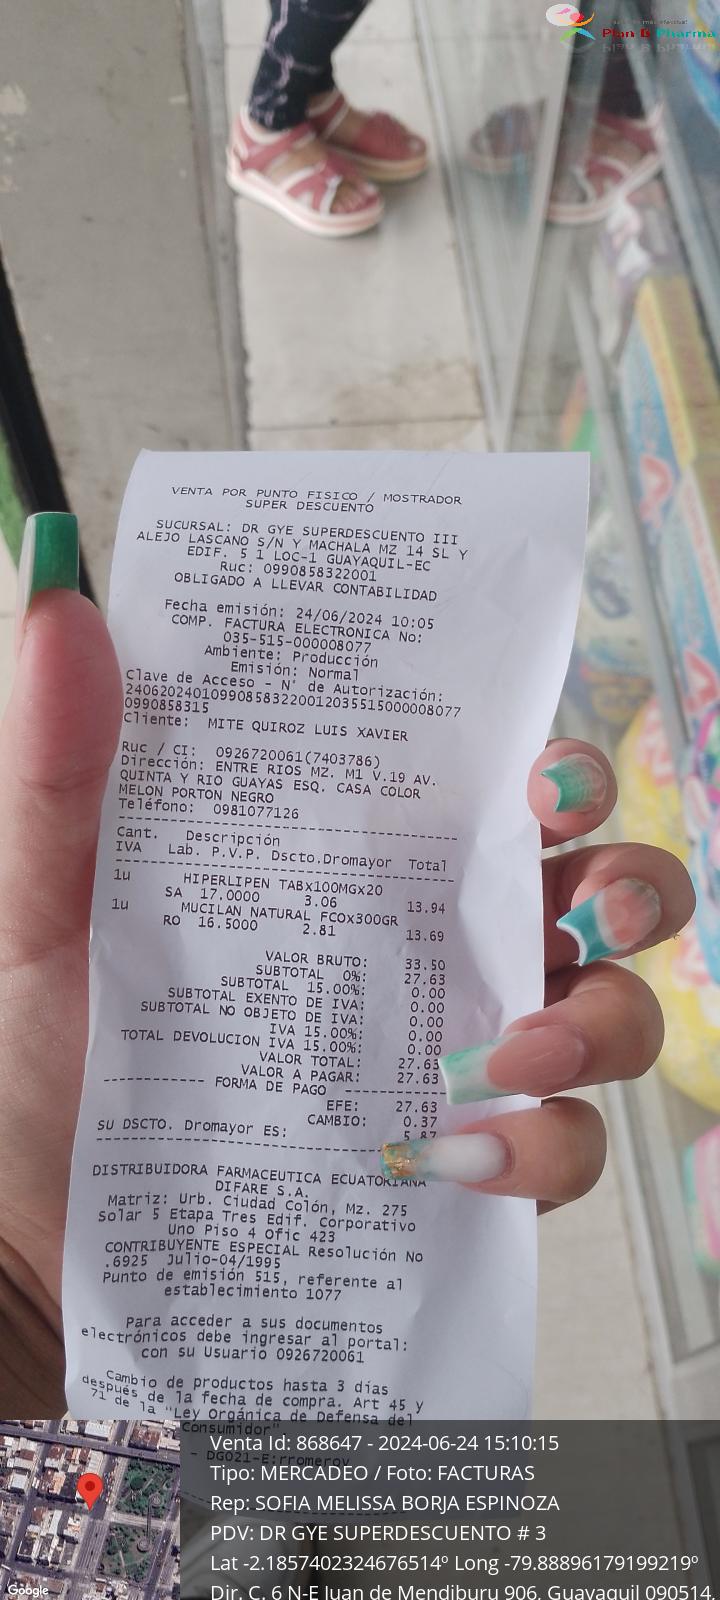 Plan B Pharma
VENTA POR PUNTO FISICO / MOSTRADOR
SUPER DESCUENTO
SUCURSAL: DR GYE SUPERDESCUENTO III
ALEJO LASCANO S/N Y MACHALA MZ 14 SL Y
EDIF. 5 1 LOC-1 GUAYAQUIL-EC
Ruc: 0990858322001
OBLIGADO A LLEVAR CONTABILIDAD
Fecha emisión: 24/06/2024 10:05
COMP. FACTURA ELECTRONICA No:
035-515-000008077
Ambiente: Producción
Emisión: Normal
Clave de Acceso - N° de Autorización:
240620240109908583220012035515000008077
0990858315
Cliente: MITE QUIROZ LUIS XAVIER
Ruc / CI: 0926720061(7403786)
Dirección: ENTRE RIOS MZ. M1 V.19 AV.
QUINTA Y RIO GUAYAS ESQ. CASA COLOR
MELON PORTON NEGRO
Teléfono: 0981077126
Cant. Descripción
IVA Lab. P.V.P. Dscto.Dromayor Total
1u HIPERLIPEN TABx100MGx20
SA 17.0000 3.06 13.94
1u MUCILAN NATURAL FCOx300GR
RO 16.5000 2.81 13.69
VALOR BRUTO: 33.50
SUBTOTAL 0%: 27.63
SUBTOTAL 15.00%: 0.00
SUBTOTAL EXENTO DE IVA: 0.00
SUBTOTAL NO OBJETO DE IVA: 0.00
IVA 15.00%: 0.00
TOTAL DEVOLUCION IVA 15.00%: 0.00
VALOR TOTAL: 27.63
VALOR A PAGAR: 27.63
---------- FORMA DE PAGO ----------
EFE: 27.63
CAMBIO: 0.37
SU DSCTO. Dromayor ES: 5.87
DISTRIBUIDORA FARMACEUTICA ECUATORIANA
DIFARE S.A.
Matriz: Urb. Ciudad Colón, Mz. 275
Solar 5 Etapa Tres Edif. Corporativo
Uno Piso 4 Ofic 423
CONTRIBUYENTE ESPECIAL Resolución No
.6925 Julio-04/1995
Punto de emisión 515, referente al
establecimiento 1077
Para acceder a sus documentos
electrónicos debe ingresar al portal:
con su Usuario 0926720061
Cambio de productos hasta 3 días
después de la fecha de compra. Art 45 y
71 de la "Ley Orgánica de Defensa del
Consumidor".
- DG021-E:rromerov
Venta Id: 868647 - 2024-06-24 15:10:15
Tipo: MERCADEO / Foto: FACTURAS
Rep: SOFIA MELISSA BORJA ESPINOZA
PDV: DR GYE SUPERDESCUENTO # 3
Lat -2.1857402324676514º Long -79.88896179199219º
Dir. C. 6 N-E Juan de Mendiburu 906, Guayaquil 090514,
Google